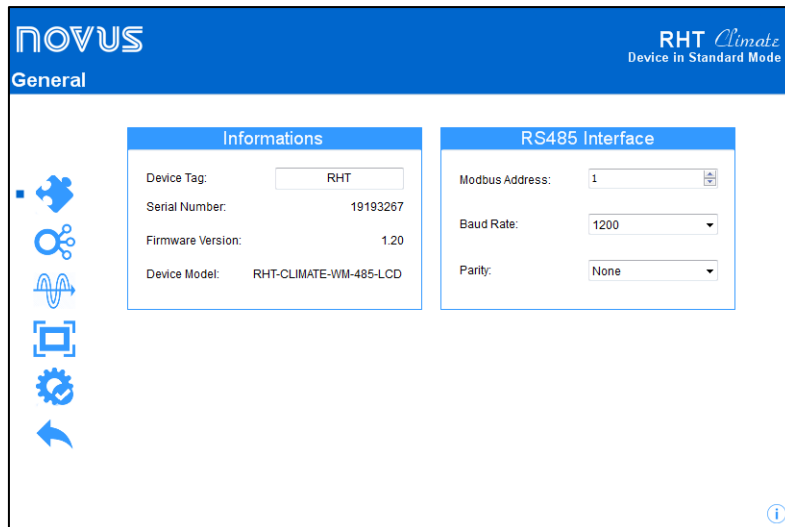 NOVUS
RHT Climate
Device in Standard Mode
General
Informations
Device Tag: RHT
Serial Number: 19193267
Firmware Version: 1.20
Device Model: RHT-CLIMATE-WM-485-LCD
RS485 Interface
Modbus Address: 1
Baud Rate: 1200
Parity: None
i